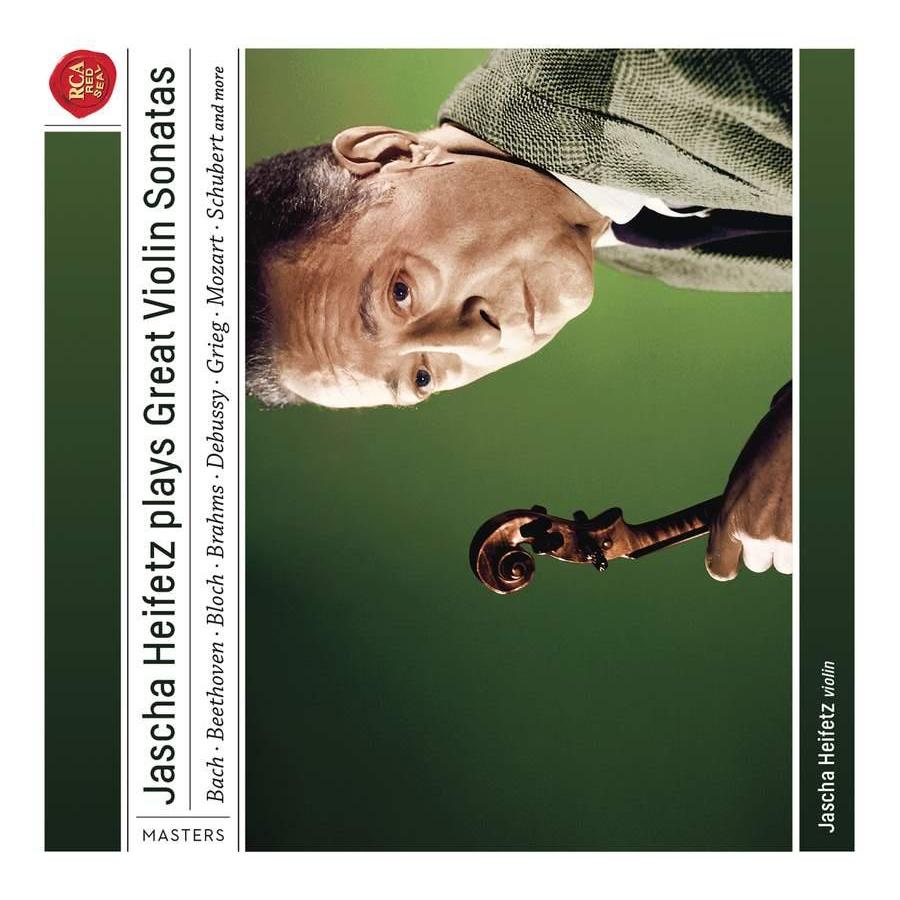 RCA
RED
SEAL
Jascha Heifetz plays Great Violin Sonatas
Bach · Beethoven · Bloch · Brahms · Debussy · Grieg · Mozart · Schubert and more
MASTERS
Jascha Heifetz violin